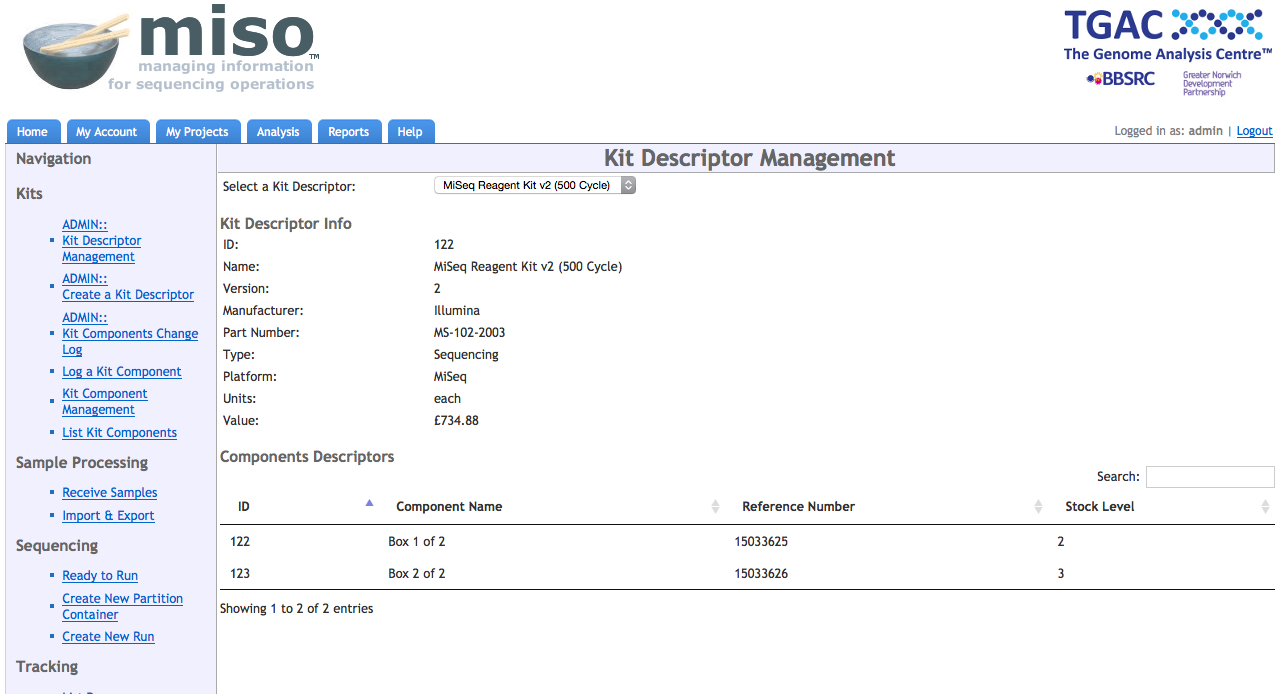 miso™
managing information
for sequencing operations
TGAC
The Genome Analysis Centre™
BBSRC
Greater Norwich
Development
Partnership
Home
My Account
My Projects
Analysis
Reports
Help
Logged in as: admin | Logout
Navigation
Kits
ADMIN::
Kit Descriptor
Management
ADMIN::
Create a Kit Descriptor
ADMIN::
Kit Components Change
Log
Log a Kit Component
Kit Component
Management
List Kit Components
Sample Processing
Receive Samples
Import & Export
Sequencing
Ready to Run
Create New Partition
Container
Create New Run
Tracking
Kit Descriptor Management
Select a Kit Descriptor: MiSeq Reagent Kit v2 (500 Cycle)
Kit Descriptor Info
ID: 122
Name: MiSeq Reagent Kit v2 (500 Cycle)
Version: 2
Manufacturer: Illumina
Part Number: MS-102-2003
Type: Sequencing
Platform: MiSeq
Units: each
Value: £734.88
Components Descriptors
Search:
ID Component Name Reference Number Stock Level
122 Box 1 of 2 15033625 2
123 Box 2 of 2 15033626 3
Showing 1 to 2 of 2 entries